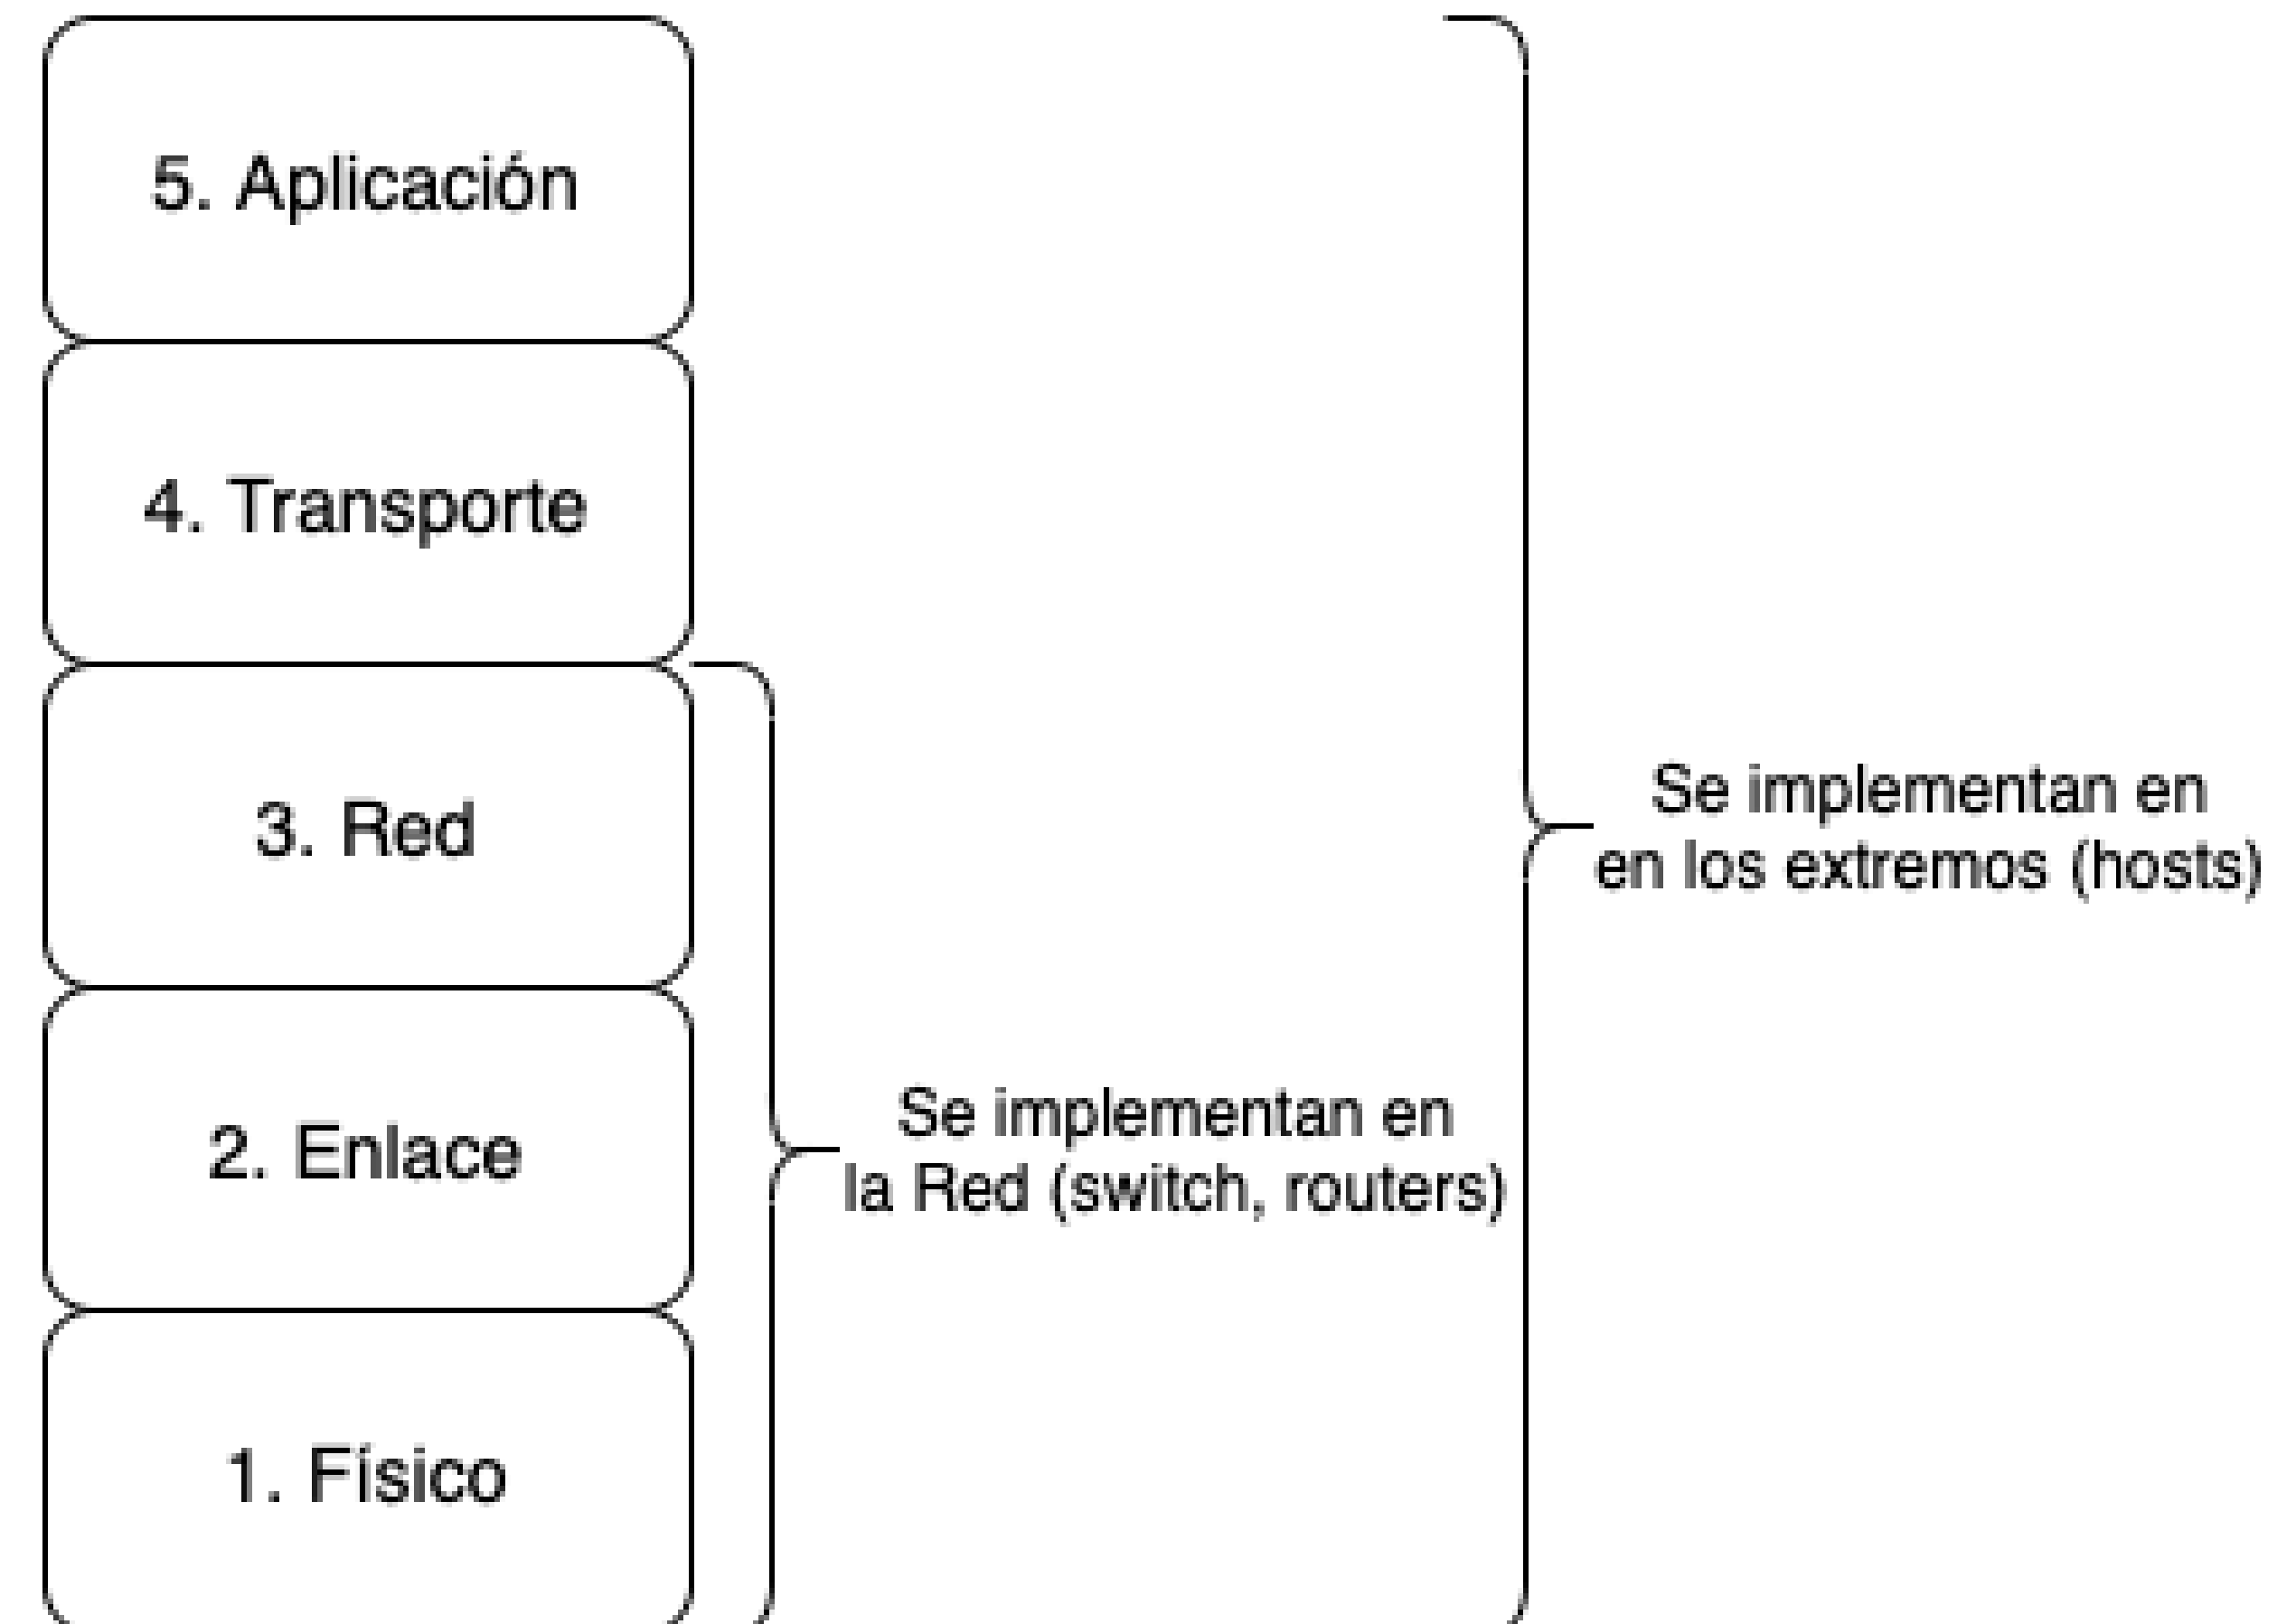 5. Aplicación
4. Transporte
3. Red
Se implementan en
en los extremos (hosts)
2. Enlace
Se implementan en
la Red (switch, routers)
1. Físico